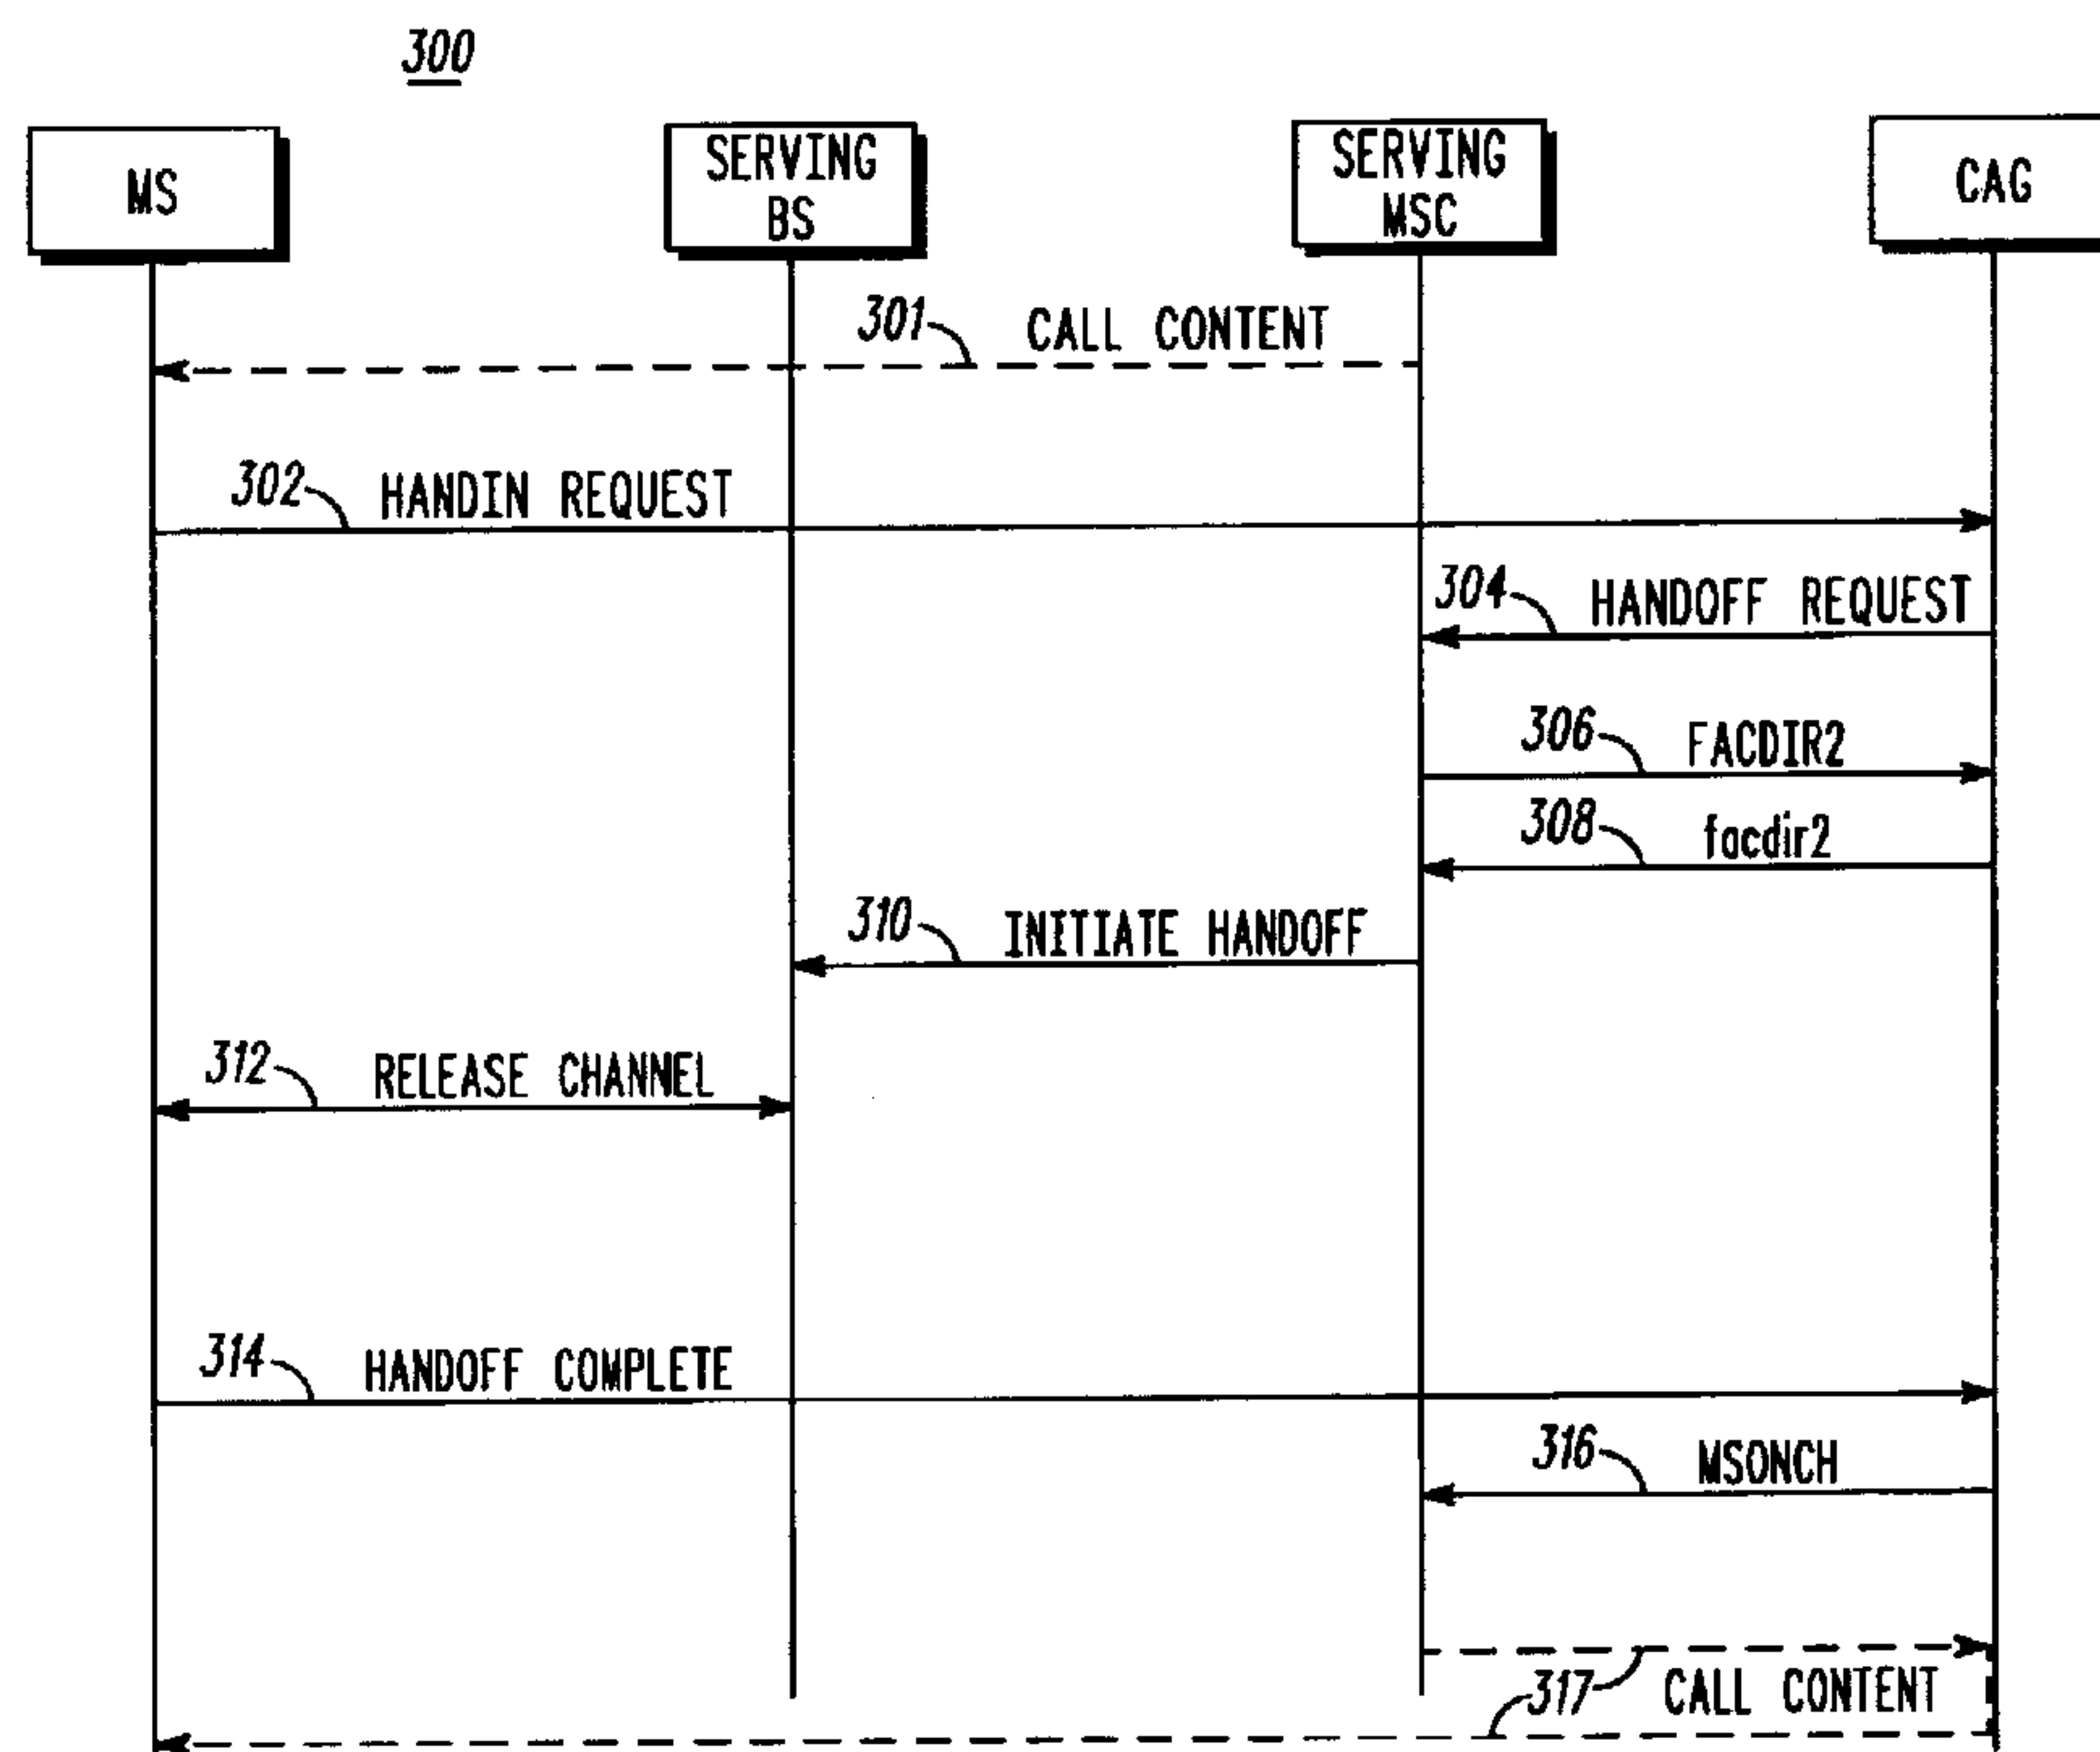 300
MS
SERVING
BS
SERVING
MSC
CAG
301 CALL CONTENT
302 HANDIN REQUEST
304 HANDOFF REQUEST
306 FACDIR2
308 facdir2
310 INITIATE HANDOFF
312 RELEASE CHANNEL
314 HANDOFF COMPLETE
316 MSONCH
317 CALL CONTENT